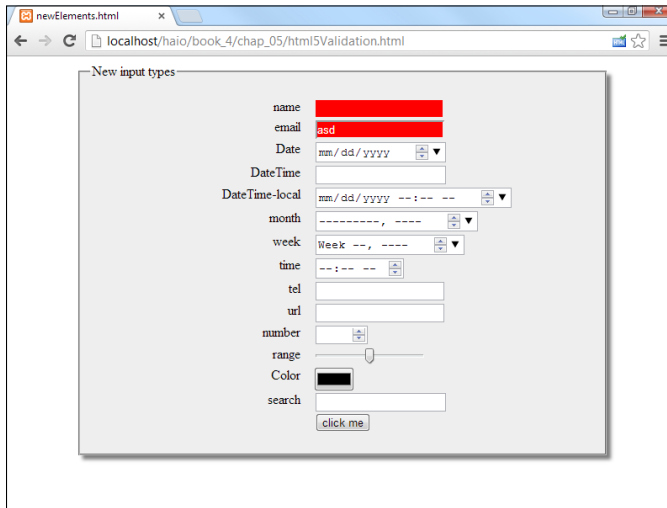 newElements.html
localhost/haio/book_4/chap_05/html5Validation.html
New input types
name
email asd
Date mm/dd/yyyy
DateTime
DateTime-local mm/dd/yyyy --:-- --
month ---------, ----
week Week --, ----
time --:-- --
tel
url
number
range
Color
search
click me